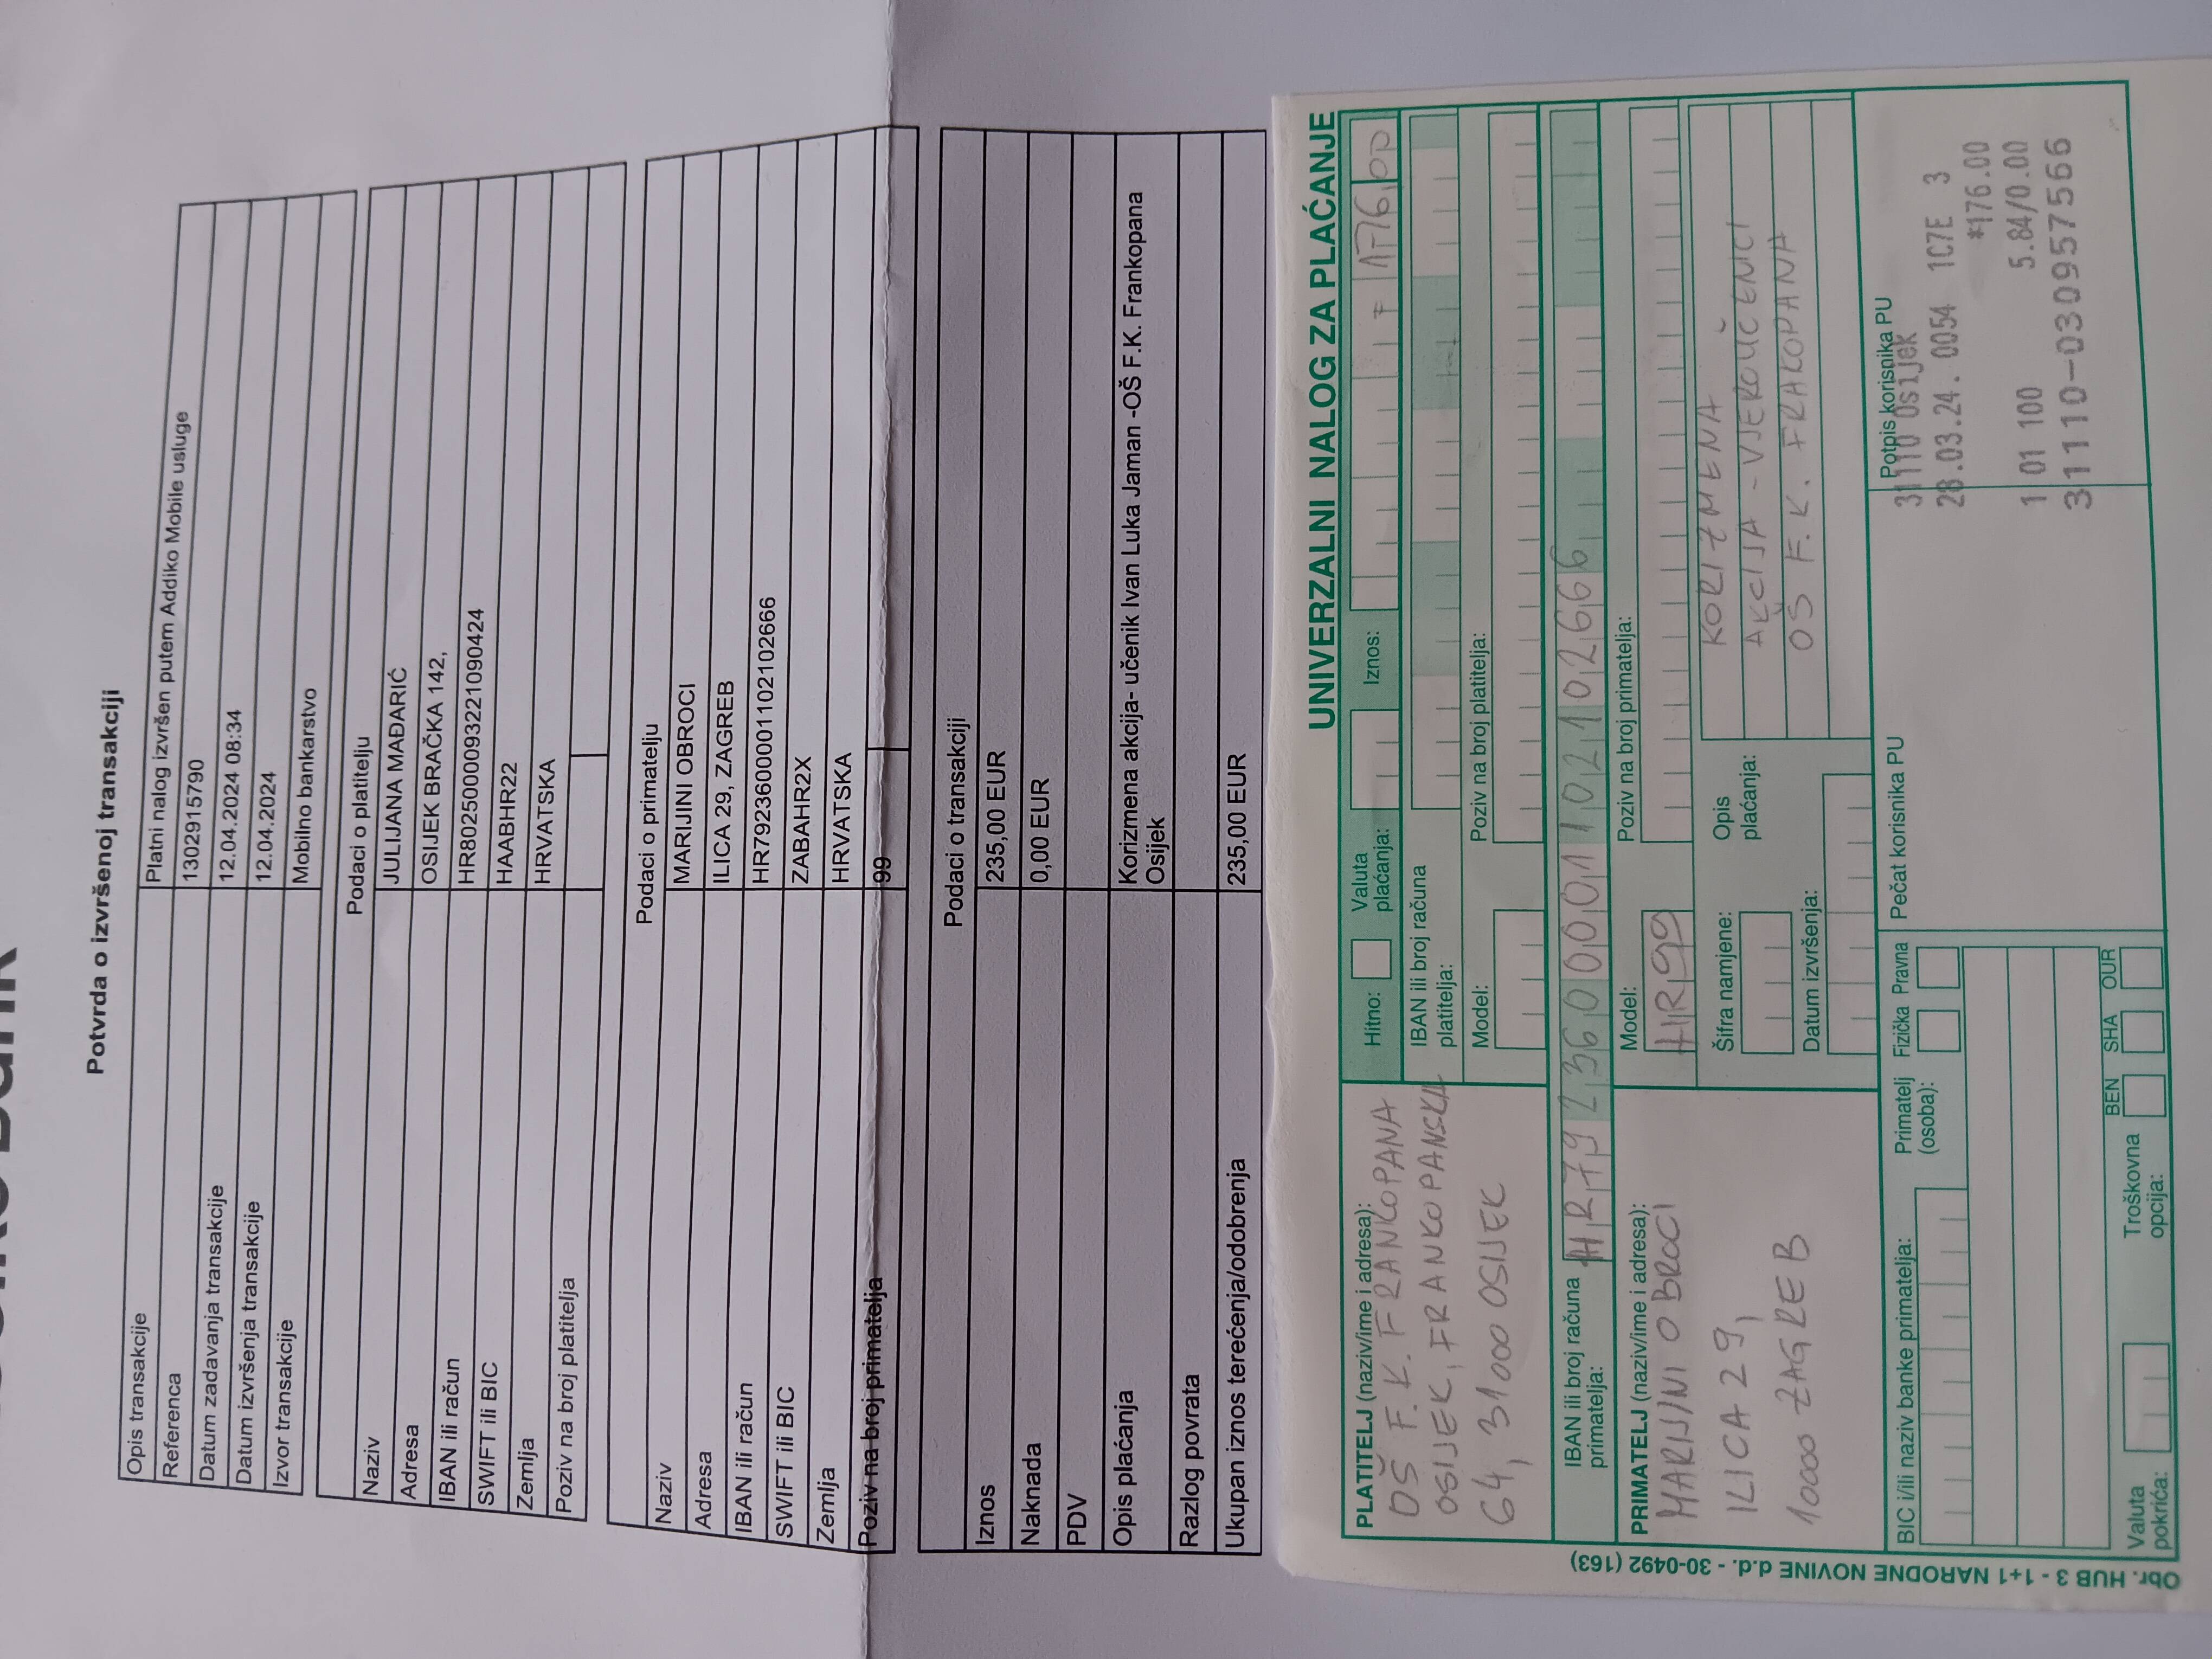 Potvrda o izvršenoj transakciji
Opis transakcije Platni nalog izvršen putem Addiko Mobile usluge
Referenca 1302915790
Datum zadavanja transakcije 12.04.2024 08:34
Datum izvršenja transakcije 12.04.2024
Izvor transakcije Mobilno bankarstvo
Podaci o platitelju
Naziv JULIJANA MAĐARIĆ
Adresa OSIJEK BRAČKA 142,
IBAN ili račun HR8025000093221090424
SWIFT ili BIC HAABHR22
Zemlja HRVATSKA
Poziv na broj platitelja
Podaci o primatelju
Naziv MARIJINI OBROCI
Adresa ILICA 29, ZAGREB
IBAN ili račun HR7923600001102102666
SWIFT ili BIC ZABAHR2X
Zemlja HRVATSKA
Poziv na broj primatelja 99
Podaci o transakciji
Iznos 235,00 EUR
Naknada 0,00 EUR
PDV
Opis plaćanja Korizmena akcija- učenik Ivan Luka Jaman -OŠ F.K. Frankopana
Osijek
Razlog povrata
Ukupan iznos terećenja/odobrenja 235,00 EUR
UNIVERZALNI NALOG ZA PLAĆANJE
PLATITELJ (naziv/ime i adresa):
OŠ F.K. FRANKOPANA
OSIJEK, FRANKOPANSKA
64, 31000 OSIJEK
Hitno: Valuta
plaćanja: Iznos: = 176,00
IBAN ili broj računa
platitelja:
Model: Poziv na broj platitelja:
IBAN ili broj računa
primatelja: HR7923600001102102666
PRIMATELJ (naziv/ime i adresa):
MARIJINI OBROCI
ILICA 29,
10000 ZAGREB
Model: Poziv na broj primatelja:
HR99
Šifra namjene: Opis
plaćanja: KORIZMENA
AKCIJA - VJEROUČENICI
OŠ F.K. FRAKOPANA
Datum izvršenja:
BIC i/ili naziv banke primatelja: Primatelj
(osoba): Fizička Pravna
Pečat korisnika PU
Potpis korisnika PU
31110 Osijek
28.03.24. 0054 1C7E 3
*176.00
1 01 100 5.84/0.00
31110-030957566
Valuta
pokrića: Troškovna
opcija: BEN SHA OUR
Obr. HUB 3 - 1+1 NARODNE NOVINE d.d. - 30-0492 (163)